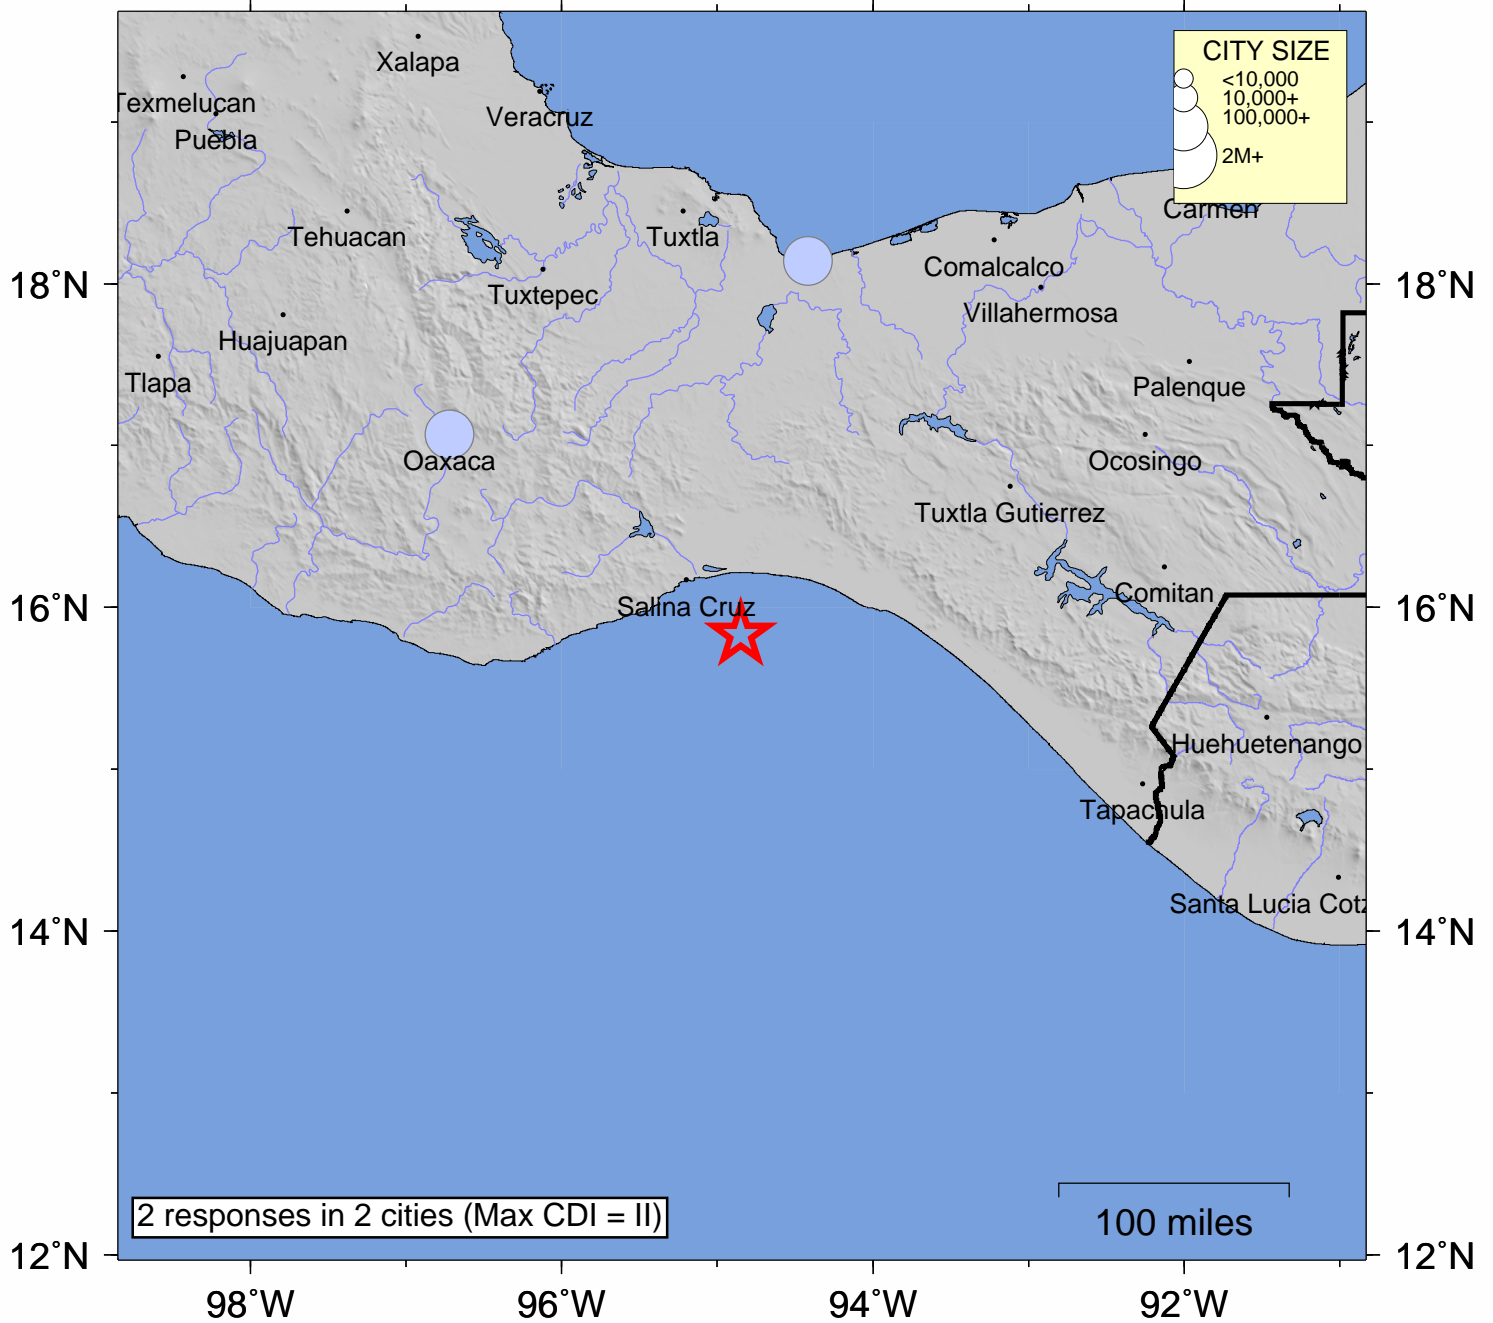 CITY SIZE
<10,000
10,000+
100,000+
2M+
Xalapa
Texmelucan
Veracruz
Puebla
Carmen
Tehuacan
Tuxtla
Comalcalco
18°N
18°N
Tuxtepec
Villahermosa
Huajuapan
Tlapa
Palenque
Oaxaca
Ocosingo
Tuxtla Gutierrez
Comitan
16°N
Salina Cruz
16°N
Huehuetenango
Tapachula
Santa Lucia Cotz
14°N
14°N
2 responses in 2 cities (Max CDI = II)
100 miles
12°N
12°N
98°W
96°W
94°W
92°W